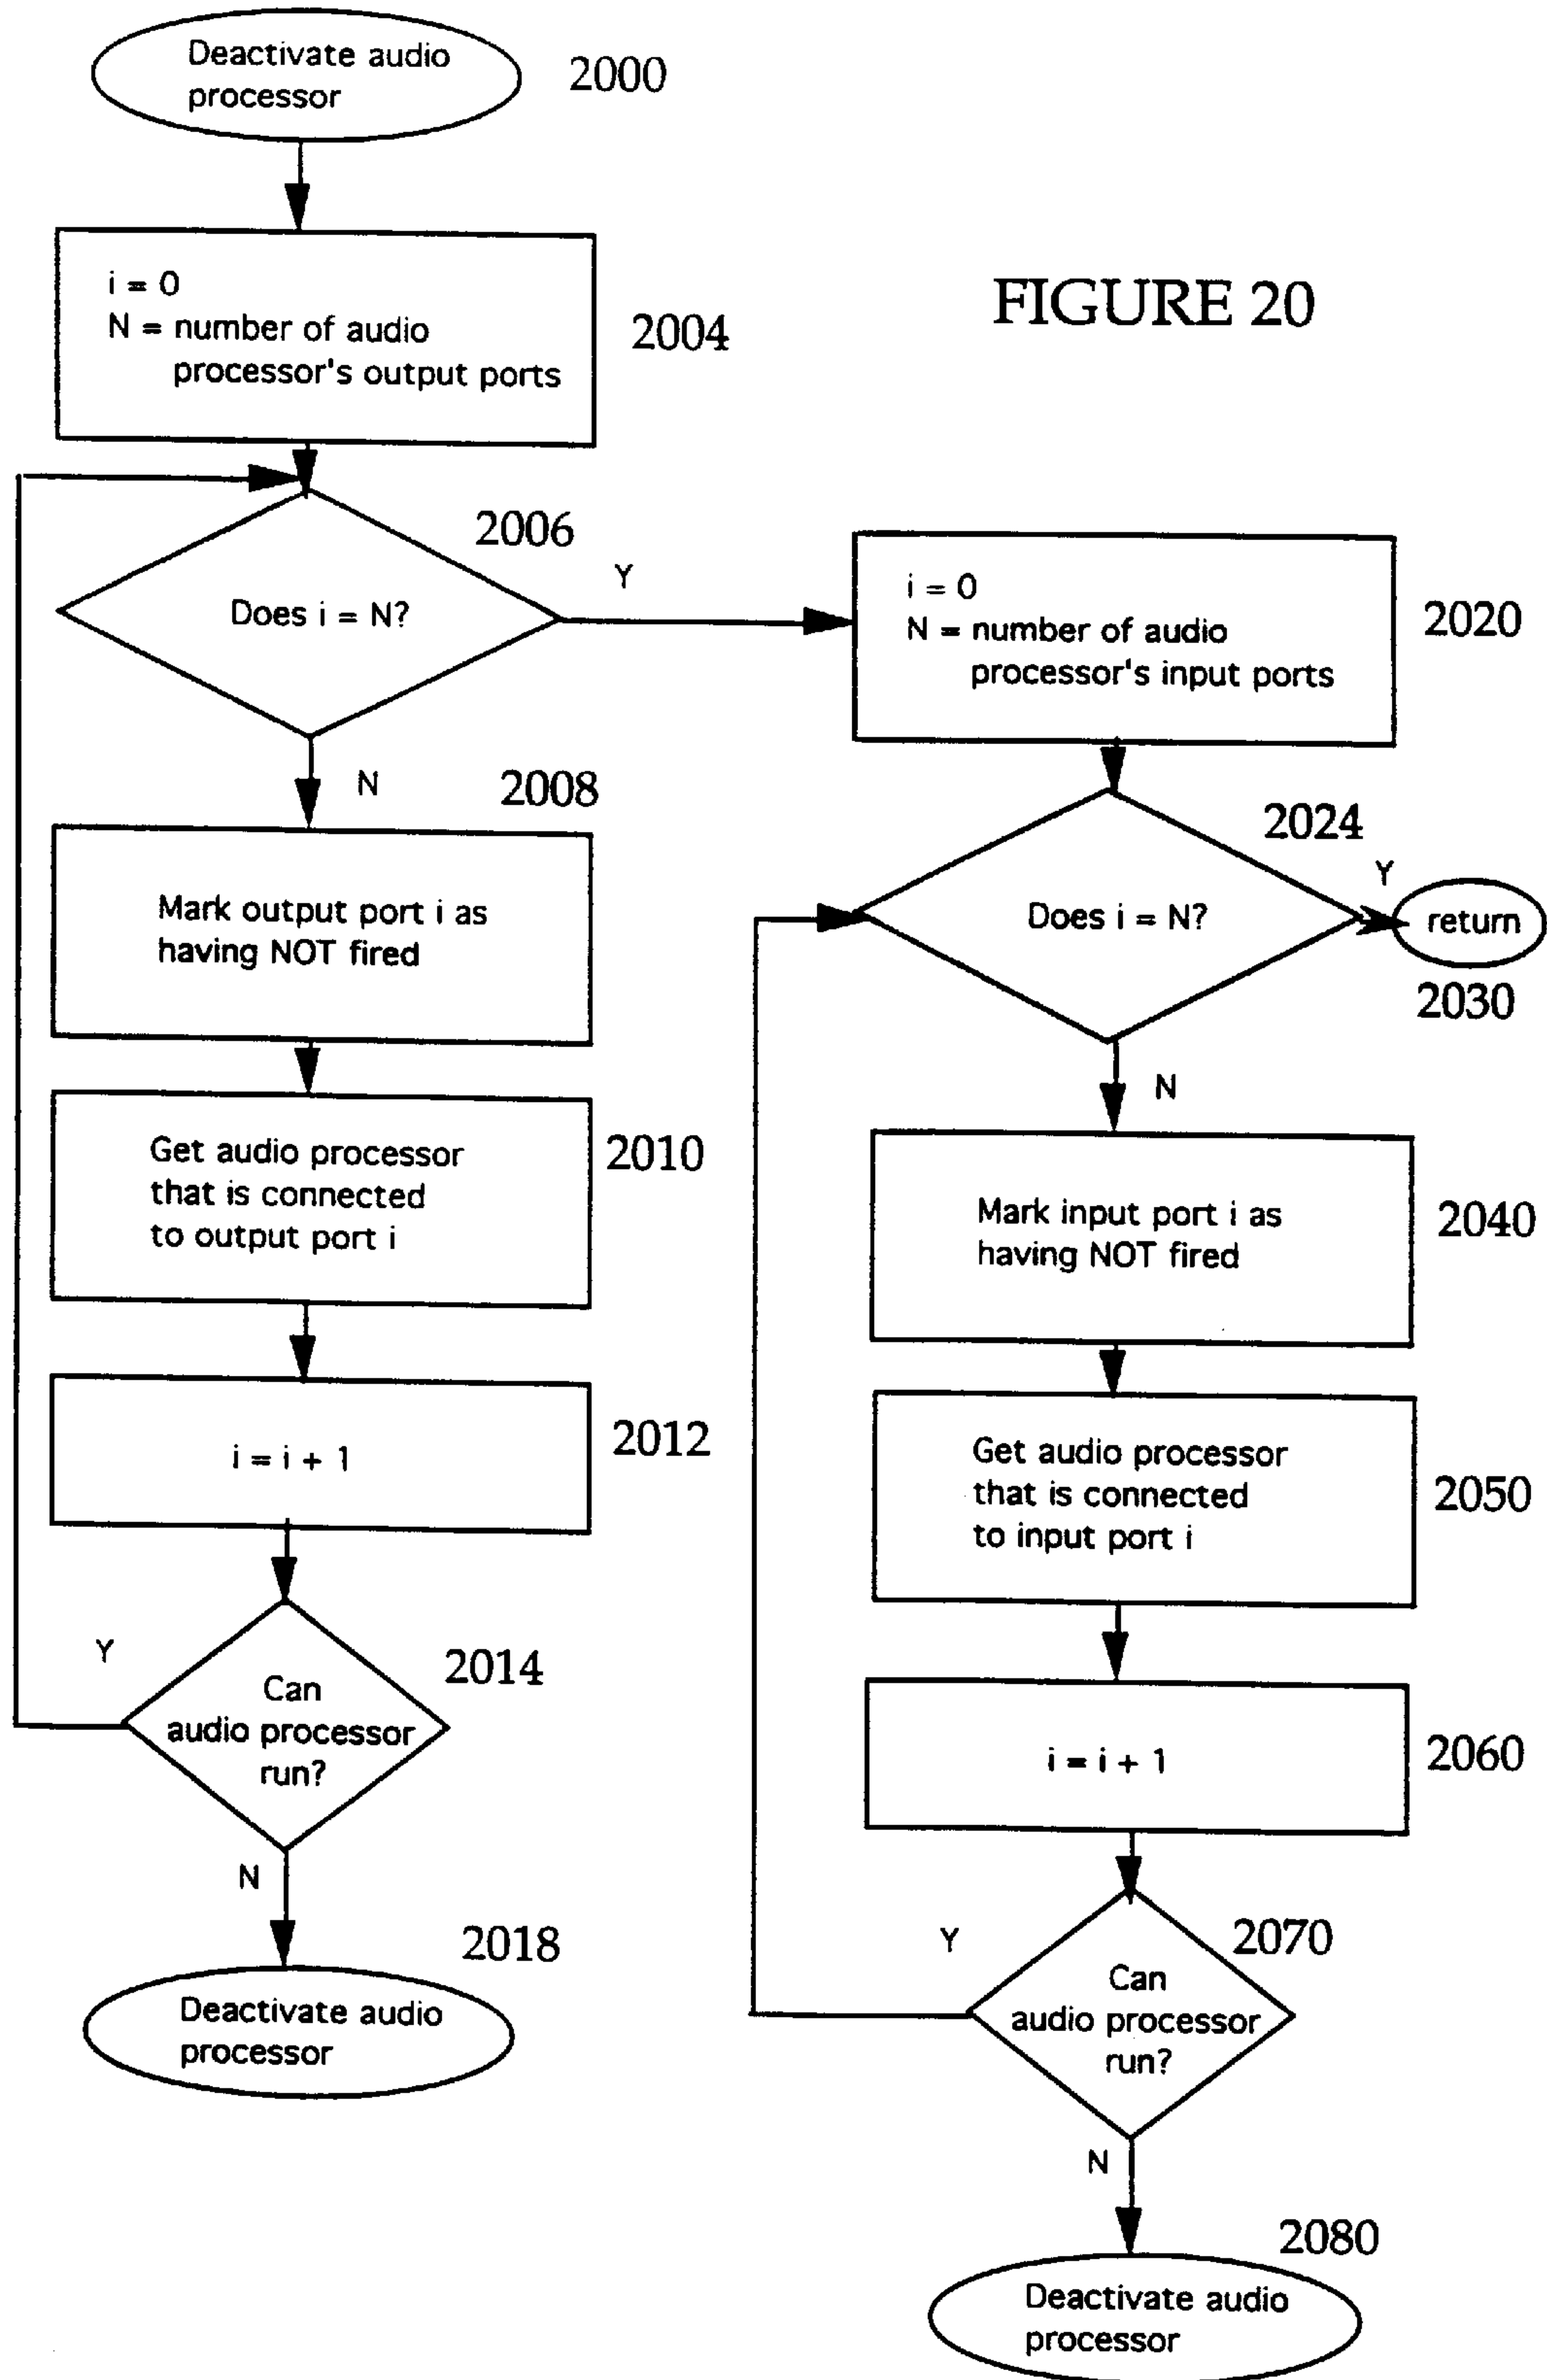 Deactivate audio
processor
2000
i = 0
N = number of audio
processor's output ports
2004
FIGURE 20
2006
Does i = N?
Y
N
2008
Mark output port i as
having NOT fired
Get audio processor
that is connected
to output port i
2010
i = i + 1
2012
Y
2014
Can
audio processor
run?
N
2018
Deactivate audio
processor
i = 0
N = number of audio
processor's input ports
2020
2024
Does i = N?
Y
return
2030
N
Mark input port i as
having NOT fired
2040
Get audio processor
that is connected
to input port i
2050
i = i + 1
2060
Y
2070
Can
audio processor
run?
N
2080
Deactivate audio
processor